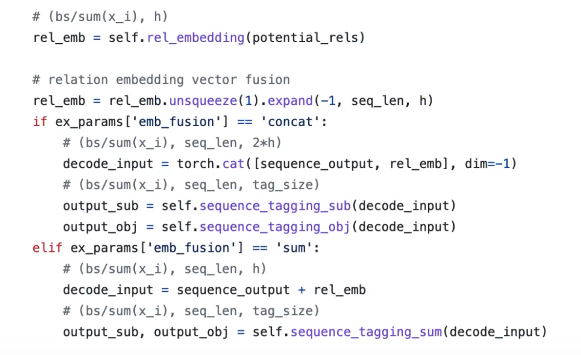 # (bs/sum(x_i), h)
rel_emb = self.rel_embedding(potential_rels)

# relation embedding vector fusion
rel_emb = rel_emb.unsqueeze(1).expand(-1, seq_len, h)
if ex_params['emb_fusion'] == 'concat':
    # (bs/sum(x_i), seq_len, 2*h)
    decode_input = torch.cat([sequence_output, rel_emb], dim=-1)
    # (bs/sum(x_i), seq_len, tag_size)
    output_sub = self.sequence_tagging_sub(decode_input)
    output_obj = self.sequence_tagging_obj(decode_input)
elif ex_params['emb_fusion'] == 'sum':
    # (bs/sum(x_i), seq_len, h)
    decode_input = sequence_output + rel_emb
    # (bs/sum(x_i), seq_len, tag_size)
    output_sub, output_obj = self.sequence_tagging_sum(decode_input)